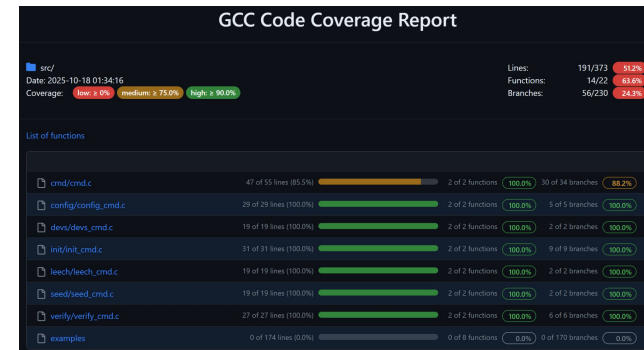 GCC Code Coverage Report
src/
Date: 2025-10-18 01:34:16
Coverage: low: ≥ 0% medium: ≥ 75.0% high: ≥ 90.0%
Lines: 191/373 51.2%
Functions: 14/22 63.6%
Branches: 56/230 24.3%
List of functions
cmd/cmd.c 47 of 55 lines (85.5%) 2 of 2 functions 100.0% 30 of 34 branches 88.2%
config/config_cmd.c 29 of 29 lines (100.0%) 2 of 2 functions 100.0% 5 of 5 branches 100.0%
devs/devs_cmd.c 19 of 19 lines (100.0%) 2 of 2 functions 100.0% 2 of 2 branches 100.0%
init/init_cmd.c 31 of 31 lines (100.0%) 2 of 2 functions 100.0% 9 of 9 branches 100.0%
leech/leech_cmd.c 19 of 19 lines (100.0%) 2 of 2 functions 100.0% 2 of 2 branches 100.0%
seed/seed_cmd.c 19 of 19 lines (100.0%) 2 of 2 functions 100.0% 2 of 2 branches 100.0%
verify/verify_cmd.c 27 of 27 lines (100.0%) 2 of 2 functions 100.0% 6 of 6 branches 100.0%
examples 0 of 174 lines (0.0%) 0 of 8 functions 0.0% 0 of 170 branches 0.0%